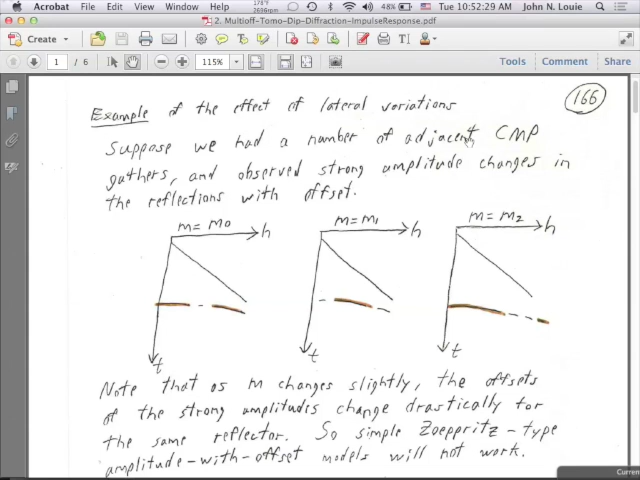 Acrobat File Edit View Window Help 178°F 2000rpm 48% Tue 10:52:29 AM John N. Louie
2. Multioff-Tomo-Dip-Diffraction-ImpulseResponse.pdf
Create
1 / 6 115% Tools Comment Share
166
Example of the effect of lateral variations
Suppose we had a number of adjacent CMP
gathers, and observed strong amplitude changes in
the reflections with offset.
m=m0 h m=m1 h m=m2 h
t t t
Note that as m changes slightly, the offsets
of the strong amplitudes change drastically for
the same reflector. So simple Zoeppritz-type
amplitude-with-offset models will not work.
Curren